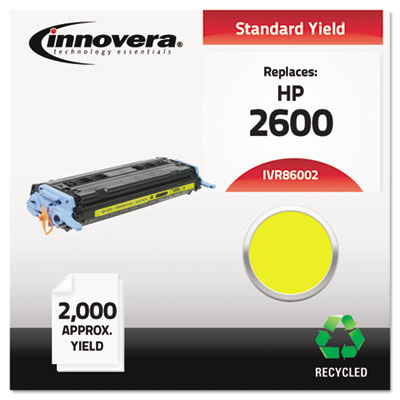 innovera
technology essentials
Standard Yield
Replaces:
HP
2600
IVR86002
2,000
APPROX.
YIELD
RECYCLED